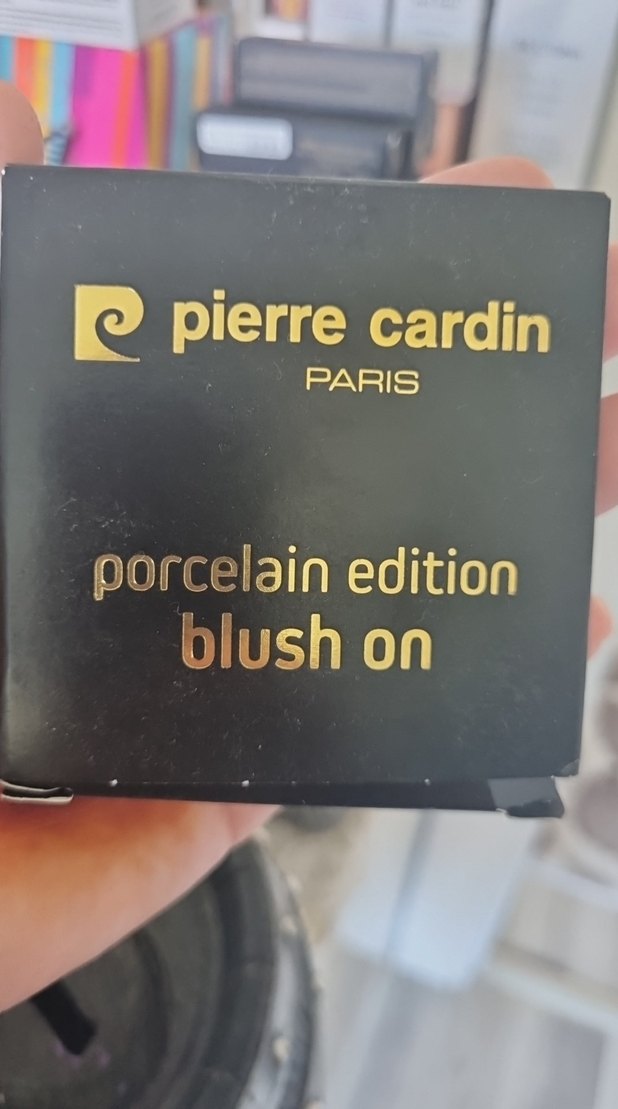 pierre cardin
PARIS
porcelain edition
blush on